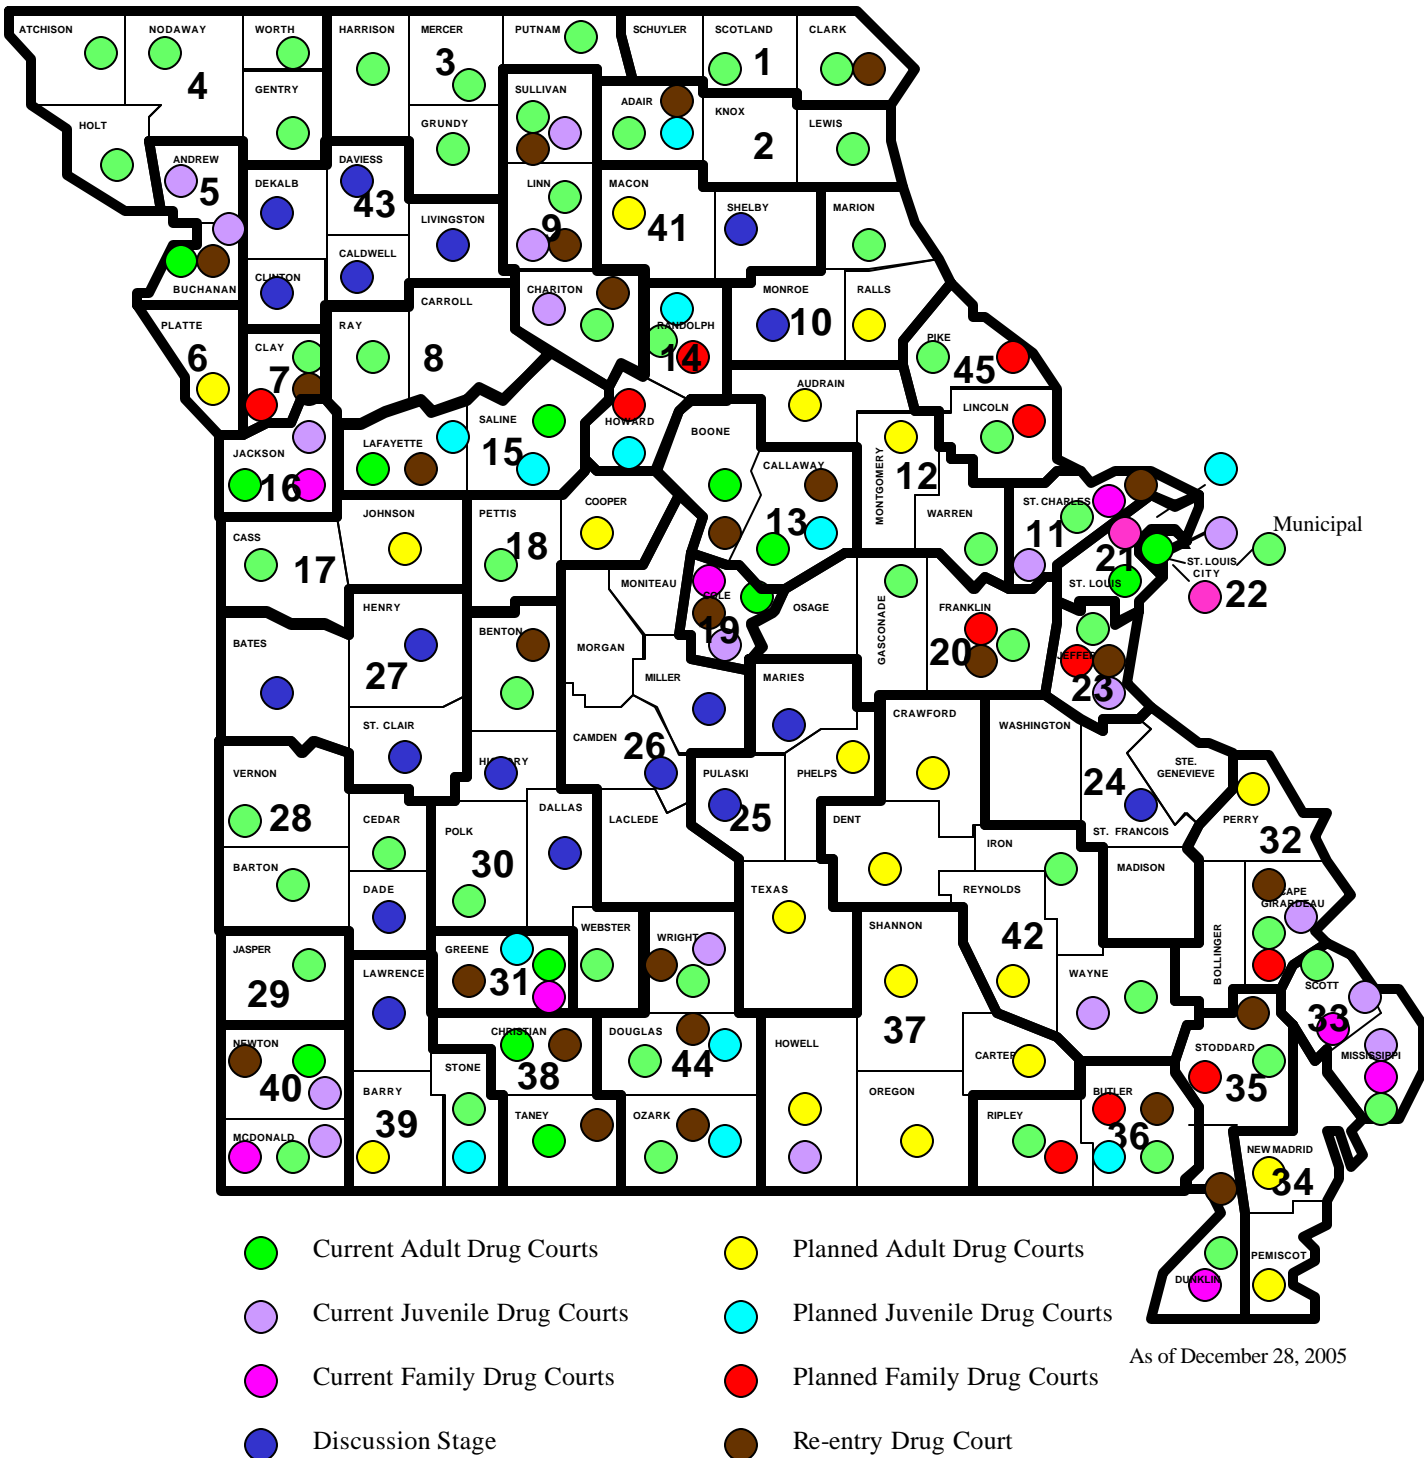 ATCHISON NODAWAY WORTH HARRISON MERCER PUTNAM SCHUYLER SCOTLAND CLARK
3 1
4 GENTRY SULLIVAN ADAIR KNOX
HOLT GRUNDY LEWIS
2
ANDREW DAVIESS
5 DEKALB 43 LINN MACON SHELBY MARION
LIVINGSTON 9 41
CALDWELL
BUCHANAN CLINTON CHARITON MONROE RALLS
PLATTE RAY CARROLL RANDOLPH 10 PIKE
6 CLAY 8 14 45
7 AUDRAIN
LINCOLN
SALINE HOWARD BOONE
JACKSON LAFAYETTE 15 CALLAWAY MONTGOMERY 12
16 COOPER ST. CHARLES
JOHNSON PETTIS 13 WARREN 11 Municipal
CASS 17 18 21 ST. LOUIS
CITY
MONITEAU ST. LOUIS 22
HENRY COLE OSAGE GASCONADE FRANKLIN
BATES BENTON MORGAN 19 20 JEFFER
27 MILLER MARIES 23
ST. CLAIR CAMDEN 26 CRAWFORD WASHINGTON
VERNON HICKORY PULASKI PHELPS 24 STE.
GENEVIEVE
28 CEDAR DALLAS LACLEDE 25 DENT ST. FRANCOIS PERRY
POLK IRON 32
BARTON 30 MADISON
DADE TEXAS REYNOLDS CAPE
GIRARDEAU
JASPER GREENE WEBSTER WRIGHT SHANNON 42 BOLLINGER
29 LAWRENCE 31 WAYNE SCOTT
NEWTON CHRISTIAN DOUGLAS HOWELL 37 33
40 STONE 38 44 CARTER STODDARD MISSISSIPPI
BARRY OREGON BUTLER 35
MCDONALD 39 TANEY OZARK RIPLEY 36
NEW MADRID
34
PEMISCOT
DUNKLIN
Current Adult Drug Courts Planned Adult Drug Courts
Current Juvenile Drug Courts Planned Juvenile Drug Courts
As of December 28, 2005
Current Family Drug Courts Planned Family Drug Courts
Discussion Stage Re-entry Drug Court